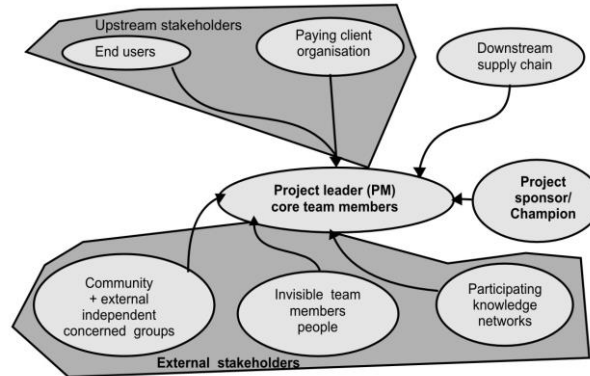 Upstream stakeholders
End users
Paying client
organisation
Downstream
supply chain
Project leader (PM)
core team members
Project
sponsor/
Champion
Community
+ external
independent
concerned groups
Invisible team
members
people
Participating
knowledge
networks
External stakeholders